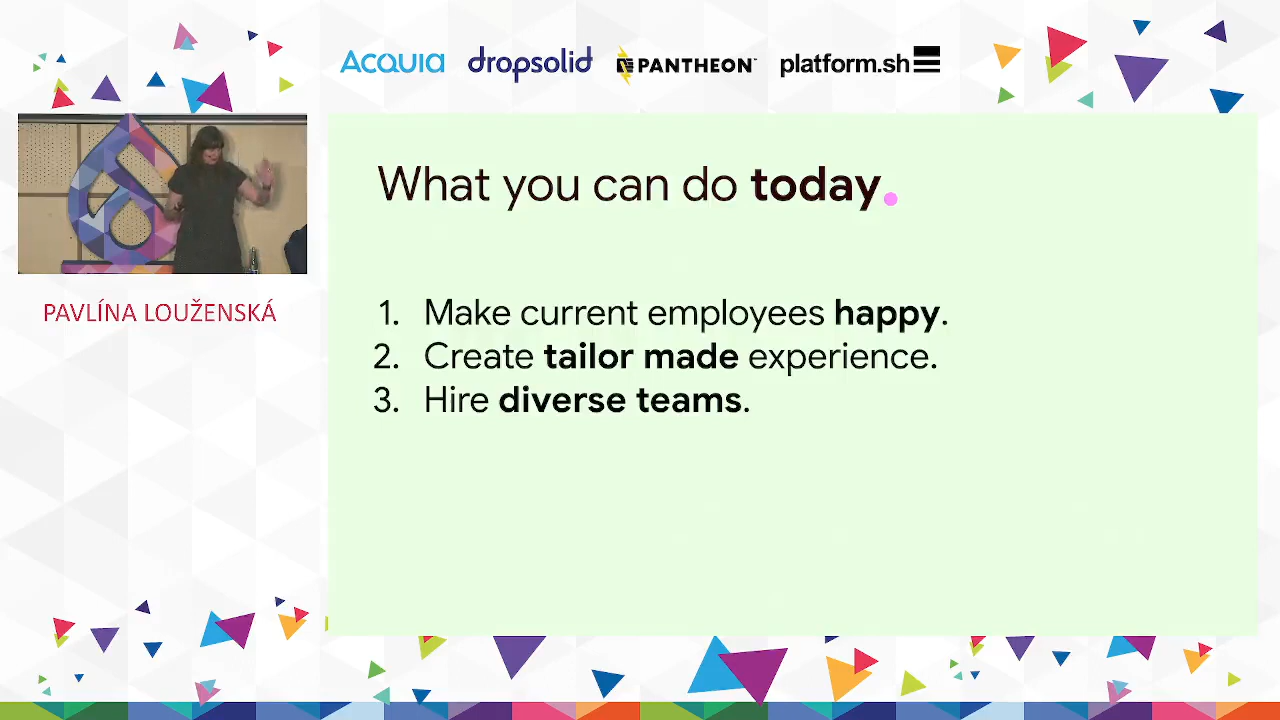 Acquia
dropsolid
PANTHEON
platform.sh
PAVLÍNA LOUŽENSKÁ
What you can do today.
1. Make current employees happy.
2. Create tailor made experience.
3. Hire diverse teams.